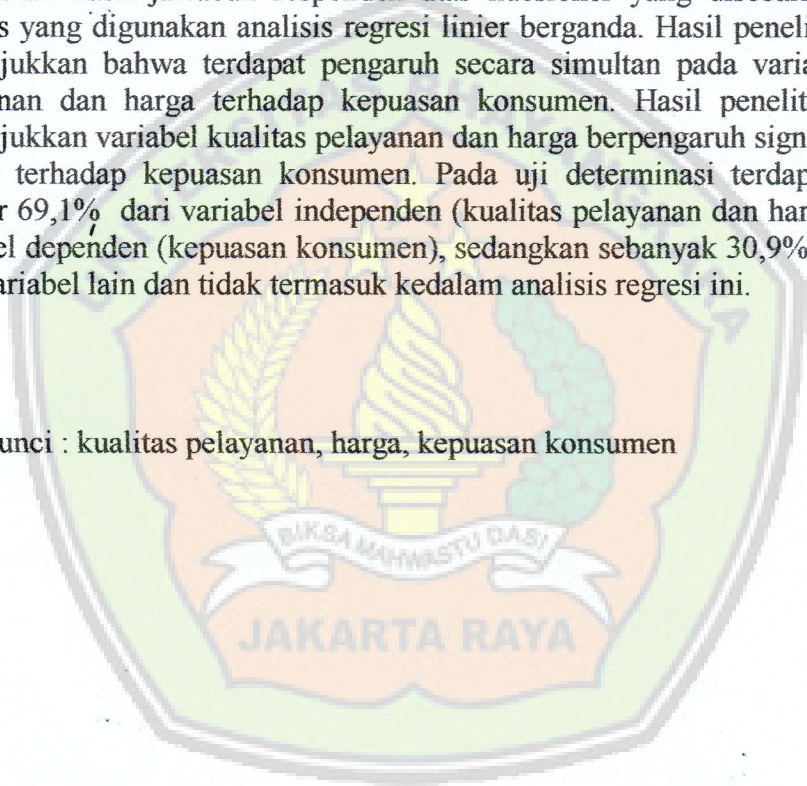 s yang digunakan analisis regresi linier berganda. Hasil peneli
jukkan bahwa terdapat pengaruh secara simultan pada varia
nan dan harga terhadap kepuasan konsumen. Hasil penelit
jukkan variabel kualitas pelayanan dan harga berpengaruh sign
terhadap kepuasan konsumen. Pada uji determinasi terdap
r 69,1% dari variabel independen (kualitas pelayanan dan har
el dependen (kepuasan konsumen), sedangkan sebanyak 30,9%
ariabel lain dan tidak termasuk kedalam analisis regresi ini.
unci : kualitas pelayanan, harga, kepuasan konsumen
BIKSA MAHWASTU DASI
JAKARTA RAYA